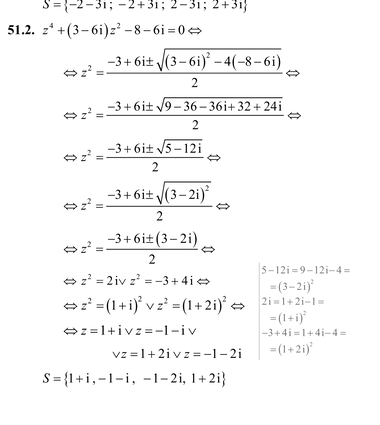 S = {-2-3i; -2+3i; 2-3i; 2+3i}
51.2. z⁴+(3-6i)z²-8-6i=0⇔
⇔ z² = (-3+6i±√((3-6i)²-4(-8-6i)))/2 ⇔
⇔ z² = (-3+6i±√(9-36-36i+32+24i))/2 ⇔
⇔ z² = (-3+6i±√(5-12i))/2 ⇔
⇔ z² = (-3+6i±√((3-2i)²))/2 ⇔
⇔ z² = (-3+6i±(3-2i))/2 ⇔
⇔ z² = 2i∨ z² = -3+4i ⇔
⇔ z² = (1+i)² ∨ z² = (1+2i)² ⇔
⇔ z = 1+i ∨ z = -1-i ∨
∨z = 1+2i ∨ z = -1-2i
5-12i=9-12i-4=
=(3-2i)²
2i=1+2i-1=
=(1+i)²
-3+4i=1+4i-4=
=(1+2i)²
S = {1+i, -1-i, -1-2i, 1+2i}